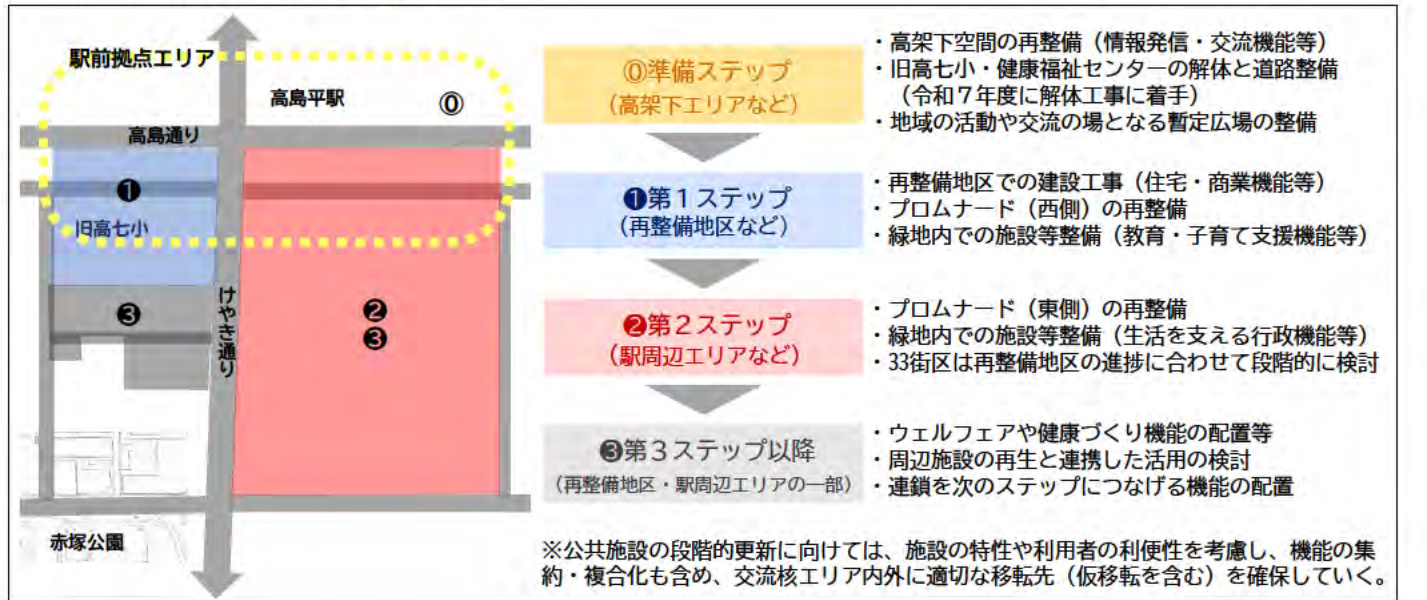 駅前拠点エリア
高島平駅
⓪
高島通り
❶
旧高七小
❸
けやき通り
❷
❸
赤塚公園
⓪準備ステップ
(高架下エリアなど)
・高架下空間の再整備(情報発信・交流機能等)
・旧高七小・健康福祉センターの解体と道路整備
(令和7年度に解体工事に着手)
・地域の活動や交流の場となる暫定広場の整備
❶第1ステップ
(再整備地区など)
・再整備地区での建設工事(住宅・商業機能等)
・プロムナード(西側)の再整備
・緑地内での施設等整備(教育・子育て支援機能等)
❷第2ステップ
(駅周辺エリアなど)
・プロムナード(東側)の再整備
・緑地内での施設等整備(生活を支える行政機能等)
・33街区は再整備地区の進捗に合わせて段階的に検討
❸第3ステップ以降
(再整備地区・駅周辺エリアの一部)
・ウェルフェアや健康づくり機能の配置等
・周辺施設の再生と連携した活用の検討
・連鎖を次のステップにつなげる機能の配置
※公共施設の段階的更新に向けては、施設の特性や利用者の利便性を考慮し、機能の集
約・複合化も含め、交流核エリア内外に適切な移転先(仮移転を含む)を確保していく。